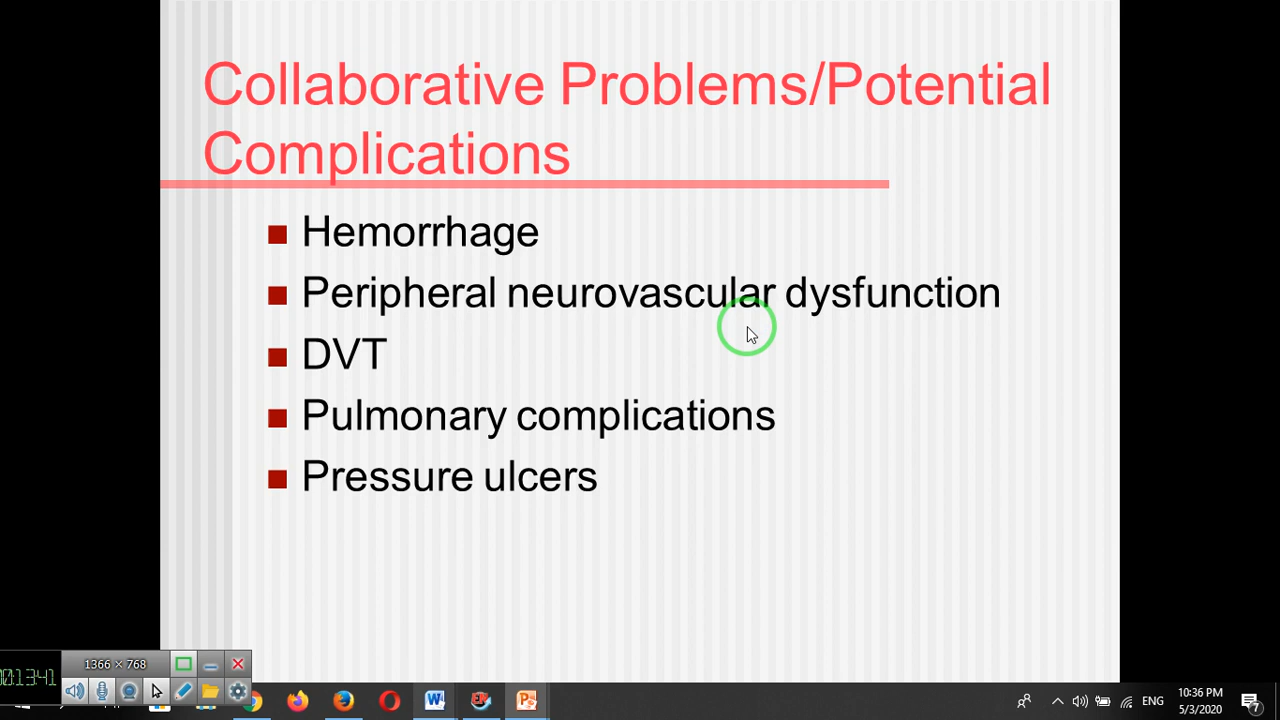 Collaborative Problems/Potential
Complications
Hemorrhage
Peripheral neurovascular dysfunction
DVT
Pulmonary complications
Pressure ulcers
1366 × 768
ENG
10:36 PM
5/3/2020
7